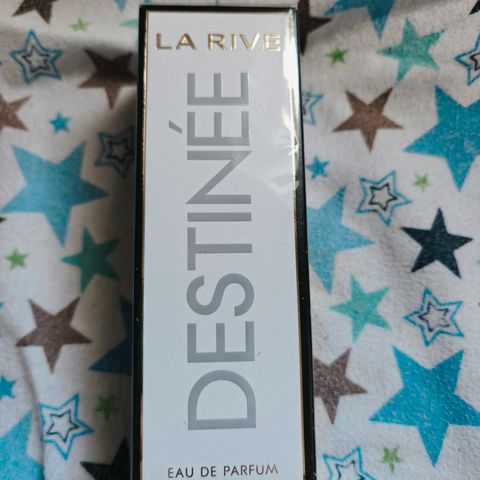 LA RIVE
DESTINÉE
EAU DE PARFUM